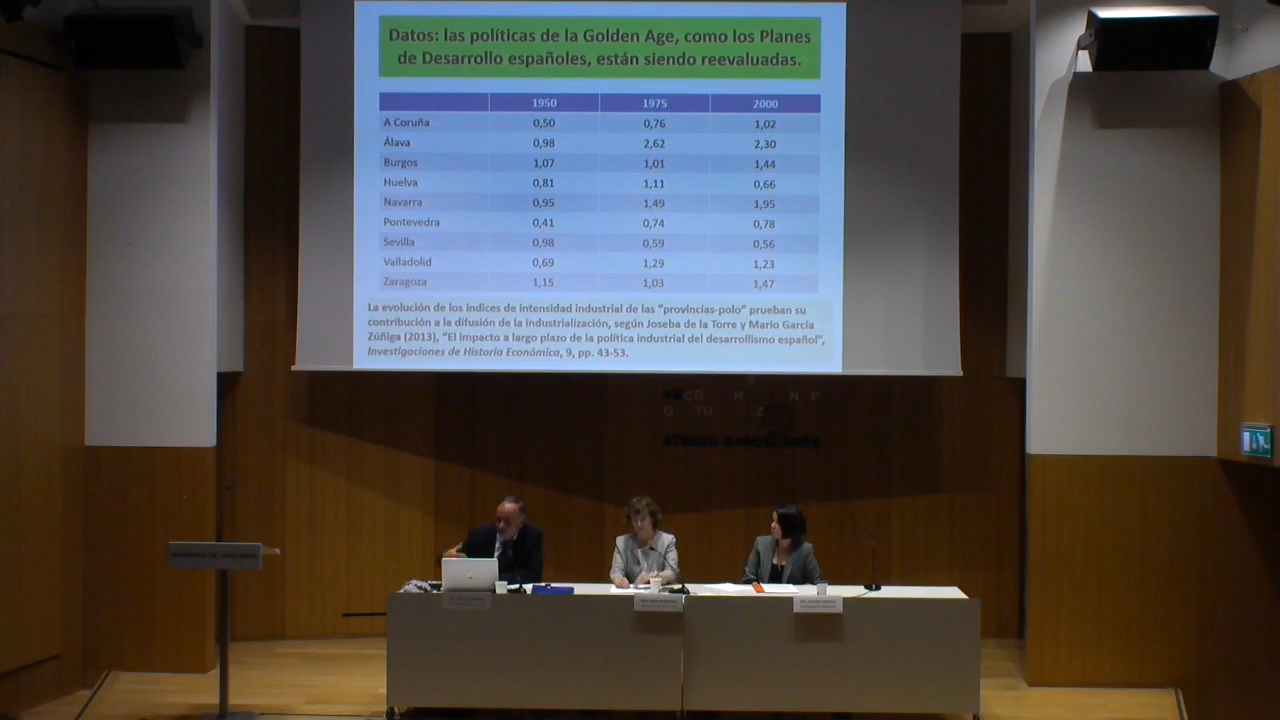 Datos: las políticas de la Golden Age, como los Planes
de Desarrollo españoles, están siendo reevaluadas.
1950 1975 2000
A Coruña 0,50 0,76 1,02
Álava 0,98 2,62 2,30
Burgos 1,07 1,01 1,44
Huelva 0,81 1,11 0,66
Navarra 0,95 1,49 1,95
Pontevedra 0,41 0,74 0,78
Sevilla 0,98 0,59 0,56
Valladolid 0,69 1,29 1,23
Zaragoza 1,15 1,03 1,47
La evolución de los índices de intensidad industrial de las "provincias-polo" prueban su
contribución a la difusión de la industrialización, según Joseba de la Torre y Mario García
Zúñiga (2013), "El impacto a largo plazo de la política industrial del desarrollismo español",
Investigaciones de Historia Económica, 9, pp. 43-53.
ABCD H N P
O TU Z
ATENEU BARCELONÈS